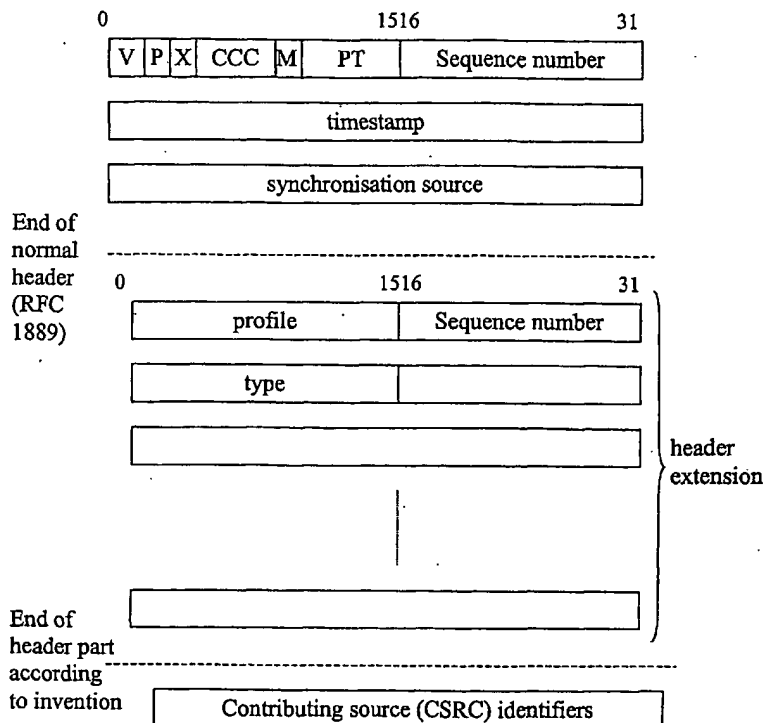 0 1516 31
V P X CCC M PT Sequence number
timestamp
synchronisation source
End of
normal
header
(RFC
1889)
0 1516 31
profile Sequence number
type
header
extension
End of
header part
according
to invention
Contributing source (CSRC) identifiers